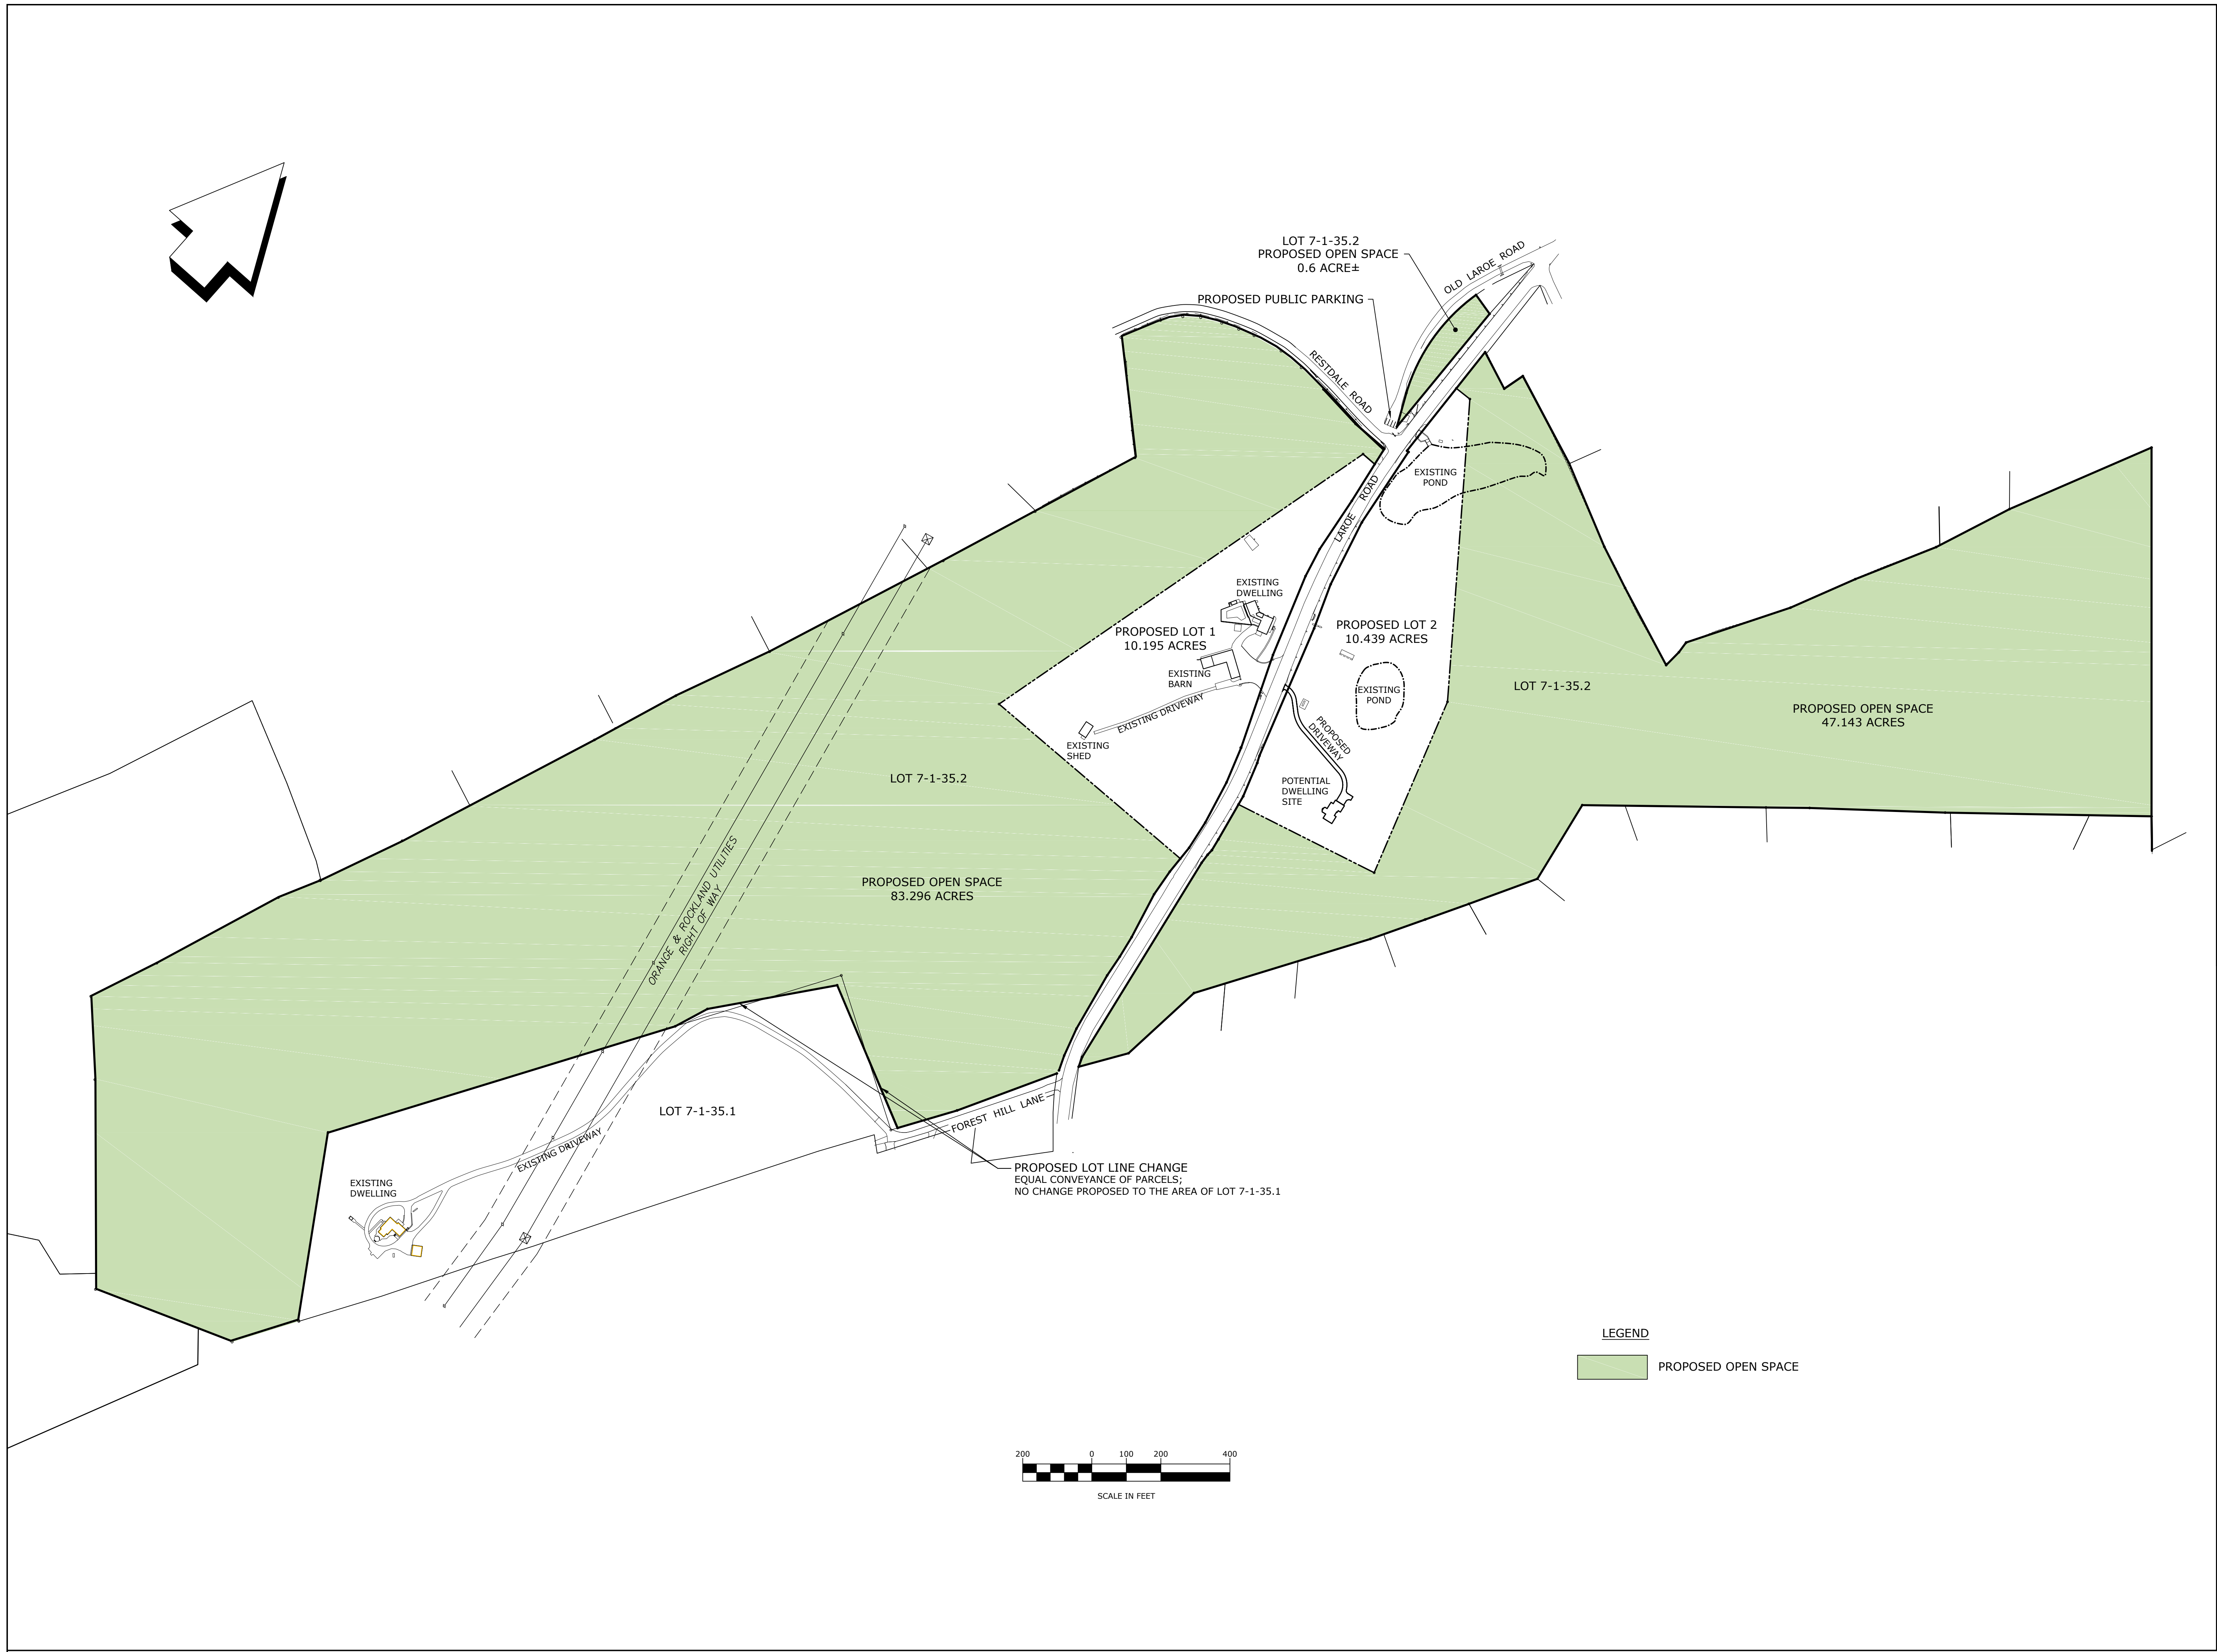 LOT 7-1-35.2
PROPOSED OPEN SPACE
0.6 ACRE±
OLD LAROE ROAD
PROPOSED PUBLIC PARKING
RESTDALE ROAD
EXISTING
POND
LAROE ROAD
EXISTING
DWELLING
PROPOSED LOT 1
10.195 ACRES
PROPOSED LOT 2
10.439 ACRES
EXISTING
BARN
EXISTING DRIVEWAY
EXISTING
SHED
EXISTING
POND
PROPOSED
DRIVEWAY
POTENTIAL
DWELLING
SITE
LOT 7-1-35.2
PROPOSED OPEN SPACE
47.143 ACRES
LOT 7-1-35.2
PROPOSED OPEN SPACE
83.296 ACRES
ORANGE & ROCKLAND UTILITIES
RIGHT OF WAY
LOT 7-1-35.1
FOREST HILL LANE
EXISTING DRIVEWAY
EXISTING
DWELLING
PROPOSED LOT LINE CHANGE
EQUAL CONVEYANCE OF PARCELS;
NO CHANGE PROPOSED TO THE AREA OF LOT 7-1-35.1
LEGEND
PROPOSED OPEN SPACE
200 0 100 200 400
SCALE IN FEET